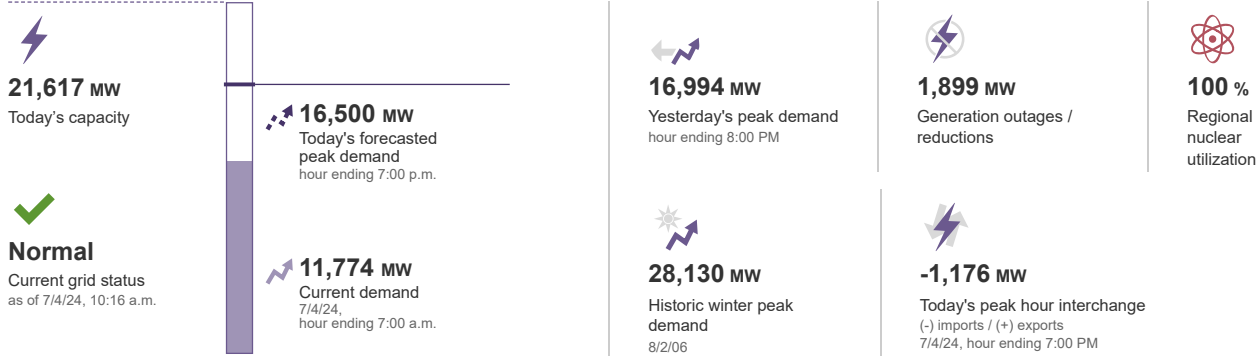 21,617 MW
Today's capacity
Normal
Current grid status
as of 7/4/24, 10:16 a.m.
16,500 MW
Today's forecasted
peak demand
hour ending 7:00 p.m.
11,774 MW
Current demand
7/4/24,
hour ending 7:00 a.m.
16,994 MW
Yesterday's peak demand
hour ending 8:00 PM
1,899 MW
Generation outages /
reductions
100 %
Regional
nuclear
utilization
28,130 MW
Historic winter peak
demand
8/2/06
-1,176 MW
Today's peak hour interchange
(-) imports / (+) exports
7/4/24, hour ending 7:00 PM